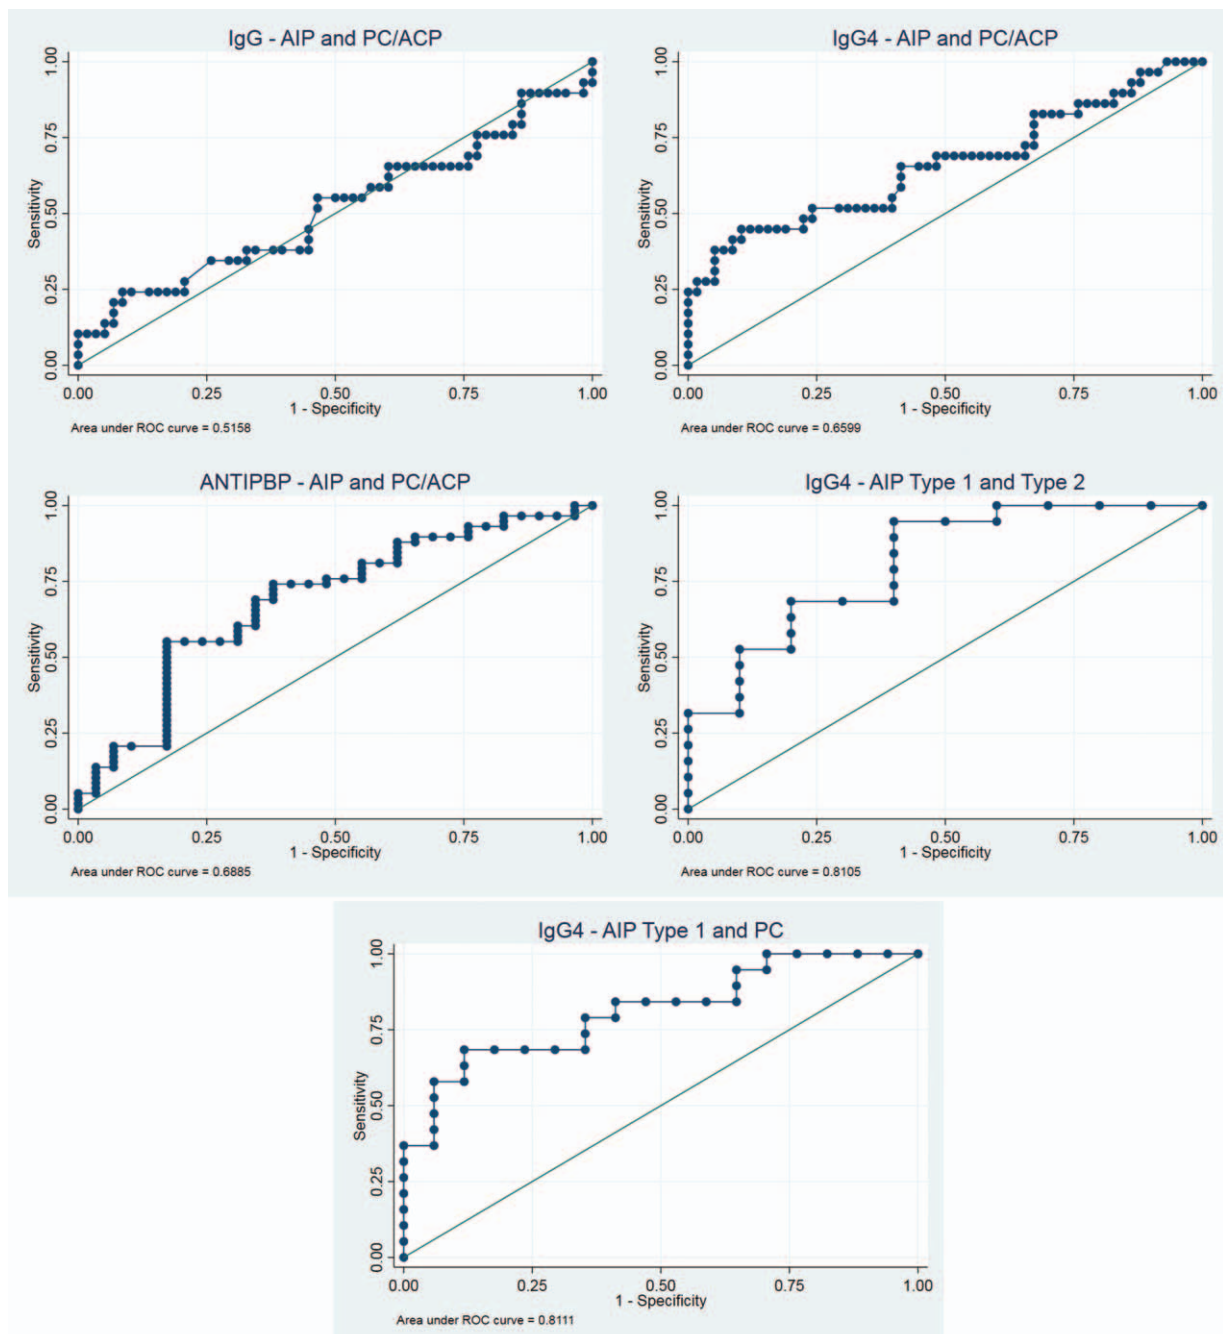 IgG - AIP and PC/ACP
Sensitivity
1.00
0.75
0.50
0.25
0.00
0.00 0.25 0.50 0.75 1.00
1 - Specificity
Area under ROC curve = 0.5158
IgG4 - AIP and PC/ACP
Sensitivity
1.00
0.75
0.50
0.25
0.00
0.00 0.25 0.50 0.75 1.00
1 - Specificity
Area under ROC curve = 0.6599
ANTIPBP - AIP and PC/ACP
Sensitivity
1.00
0.75
0.50
0.25
0.00
0.00 0.25 0.50 0.75 1.00
1 - Specificity
Area under ROC curve = 0.6885
IgG4 - AIP Type 1 and Type 2
Sensitivity
1.00
0.75
0.50
0.25
0.00
0.00 0.25 0.50 0.75 1.00
1 - Specificity
Area under ROC curve = 0.8105
IgG4 - AIP Type 1 and PC
Sensitivity
1.00
0.75
0.50
0.25
0.00
0.00 0.25 0.50 0.75 1.00
1 - Specificity
Area under ROC curve = 0.8111